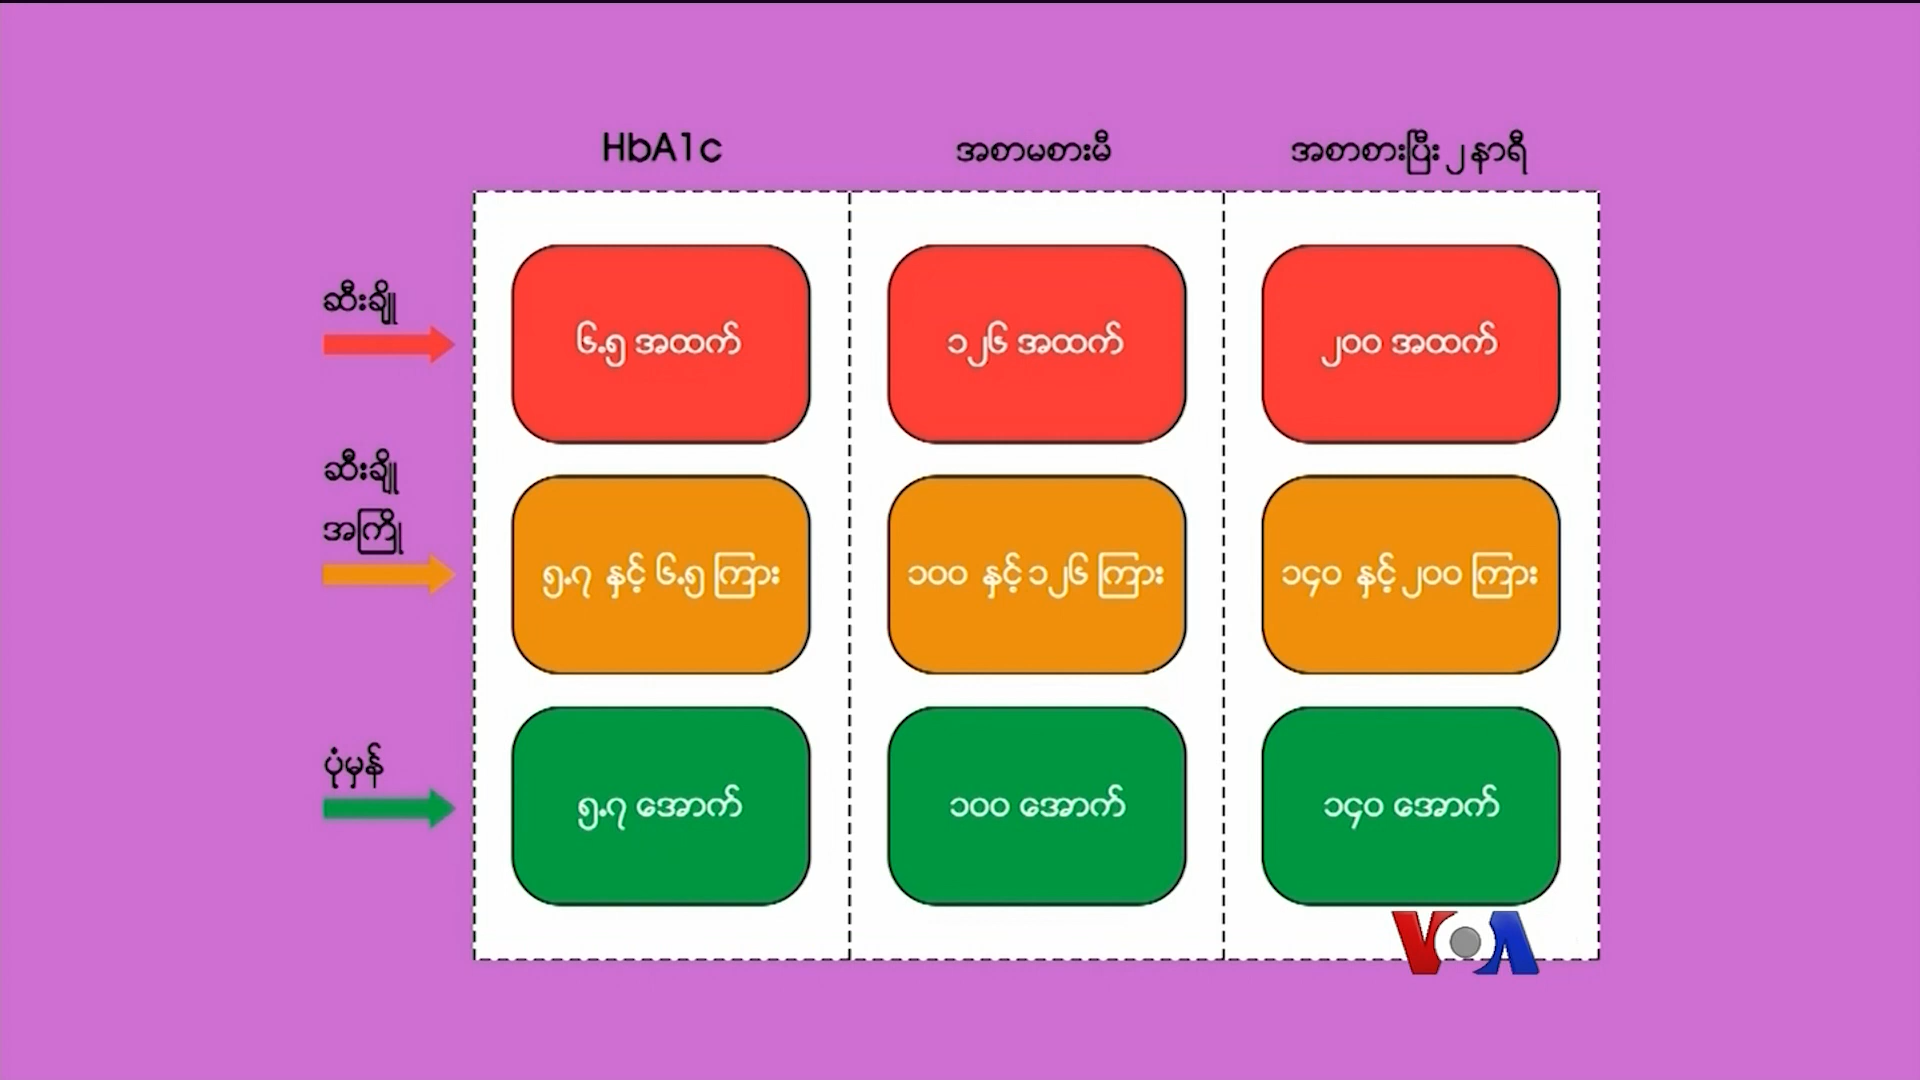 HbA1c အစာမစားမီ အစာစားပြီး ၂ နာရီ
ဆီးချို
၆.၅ အထက် ၁၂၆ အထက် ၂၀၀ အထက်
ဆီးချို
အကြို
၅.၇ နှင့် ၆.၅ ကြား ၁၀၀ နှင့် ၁၂၆ ကြား ၁၄၀ နှင့် ၂၀၀ ကြား
ပုံမှန်
၅.၇ အောက် ၁၀၀ အောက် ၁၄၀ အောက်
VOA